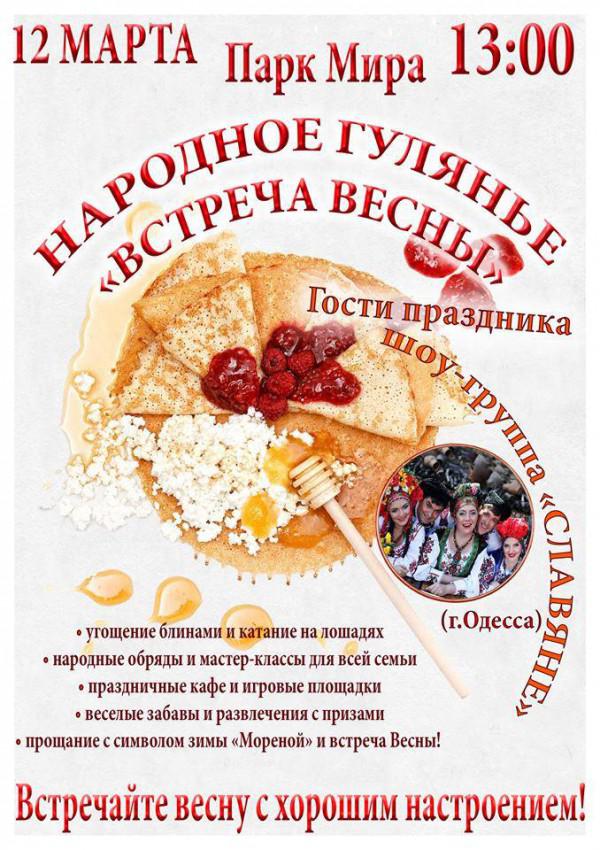 12 МАРТА Парк Мира 13:00
НАРОДНОЕ ГУЛЯНЬЕ
«ВСТРЕЧА ВЕСНЫ»
Гости праздника
шоу-группа «СЛАВЯНЕ»
(г.Одесса)
• угощение блинами и катание на лошадях
• народные обряды и мастер-классы для всей семьи
• праздничные кафе и игровые площадки
• веселые забавы и развлечения с призами
• прощание с символом зимы «Мореной» и встреча Весны!
Встречайте весну с хорошим настроением!